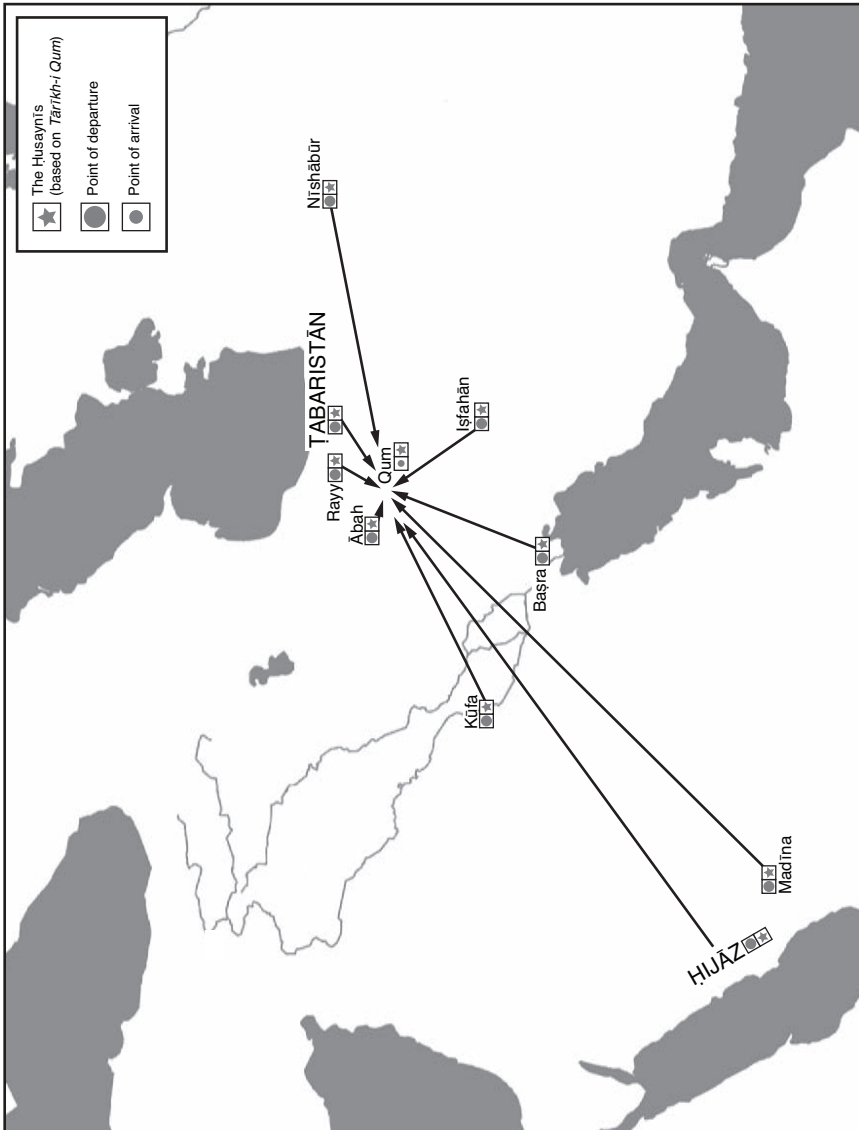 The Ḥusaynīs
(based on Tārīkh-i Qum)
Point of departure
Point of arrival
Nīshābūr
ṬABARISTĀN
Rayy
Qum
Ābah
Iṣfahān
Baṣra
Kūfa
Madīna
ḤIJĀZ